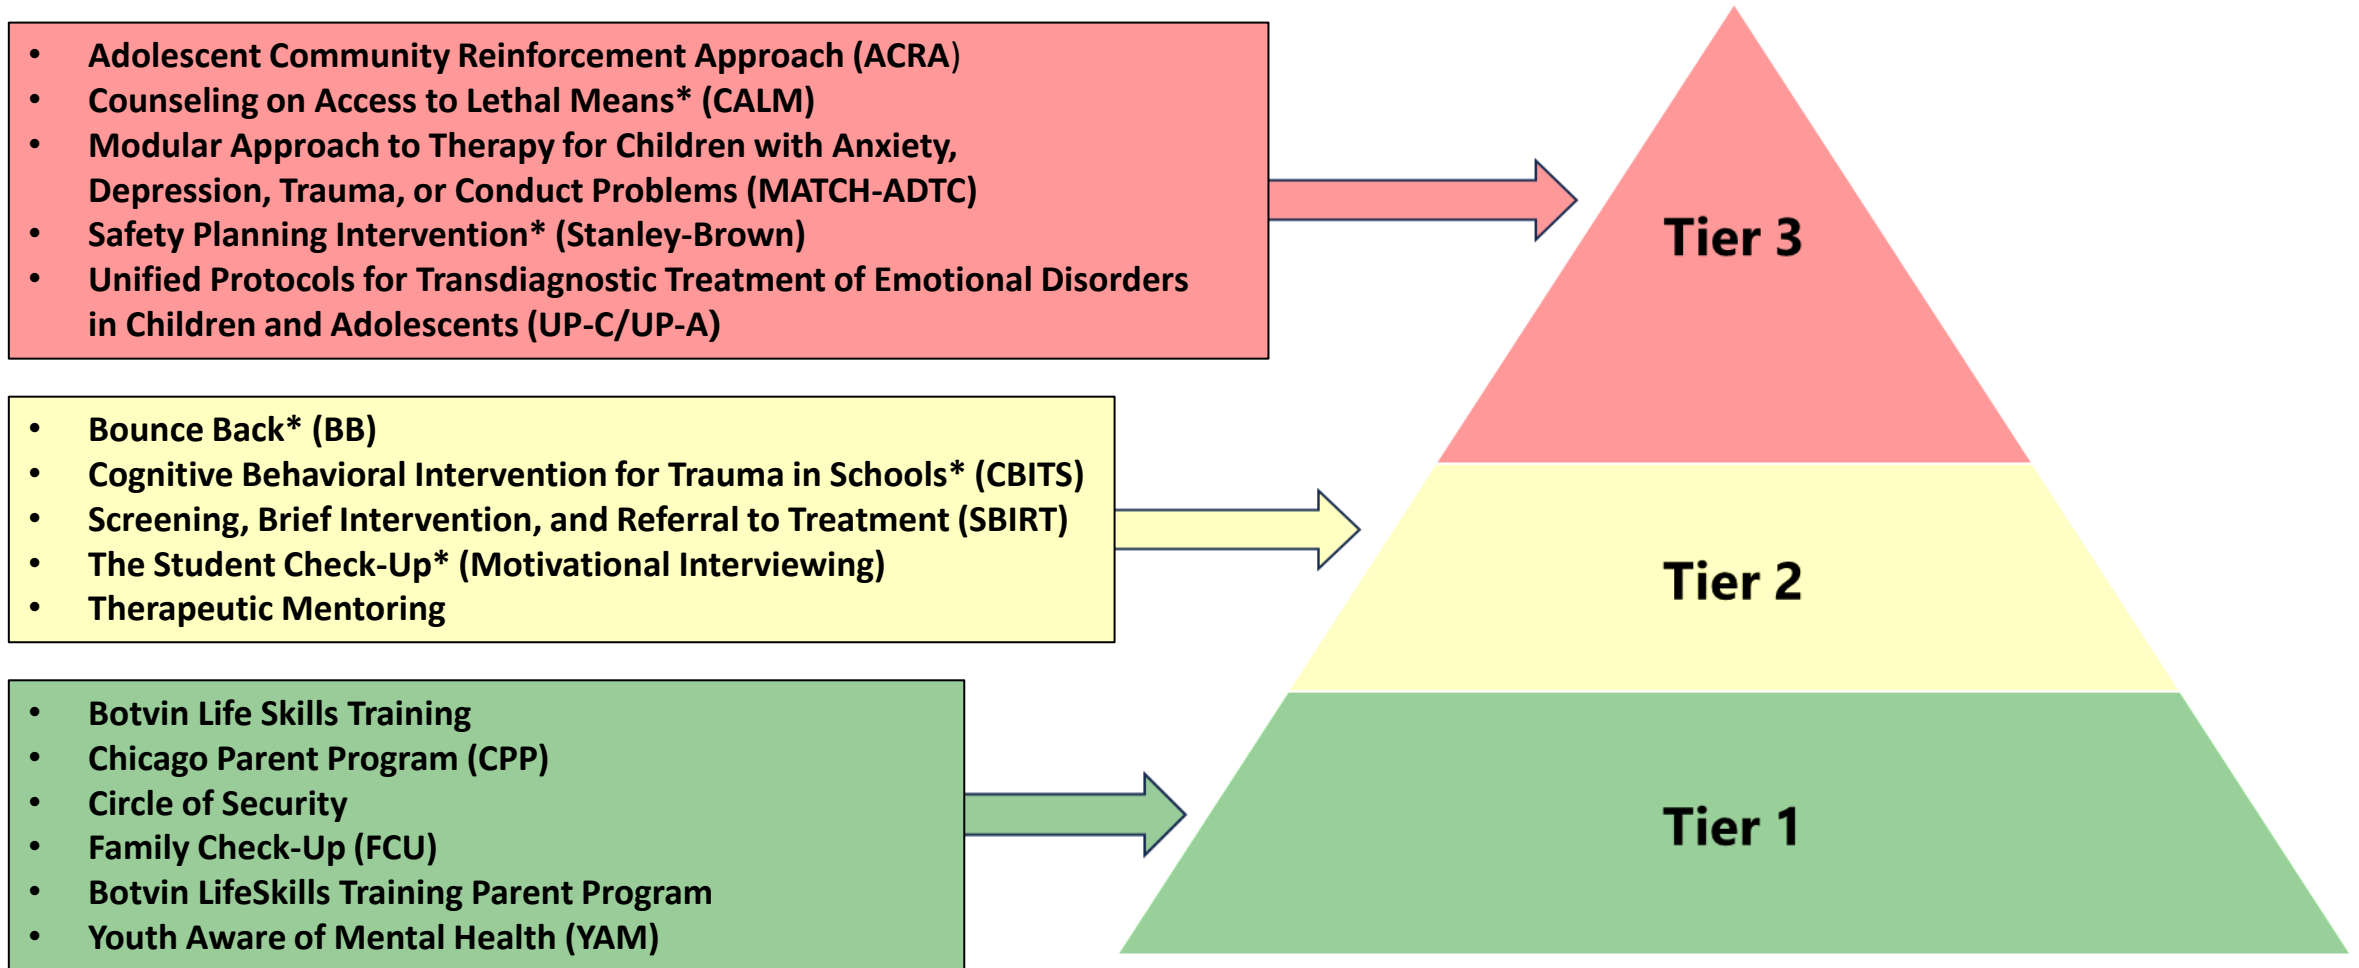 • Adolescent Community Reinforcement Approach (ACRA)
• Counseling on Access to Lethal Means* (CALM)
• Modular Approach to Therapy for Children with Anxiety,
Depression, Trauma, or Conduct Problems (MATCH-ADTC)
• Safety Planning Intervention* (Stanley-Brown)
• Unified Protocols for Transdiagnostic Treatment of Emotional Disorders
in Children and Adolescents (UP-C/UP-A)
Tier 3
• Bounce Back* (BB)
• Cognitive Behavioral Intervention for Trauma in Schools* (CBITS)
• Screening, Brief Intervention, and Referral to Treatment (SBIRT)
• The Student Check-Up* (Motivational Interviewing)
• Therapeutic Mentoring
Tier 2
• Botvin Life Skills Training
• Chicago Parent Program (CPP)
• Circle of Security
• Family Check-Up (FCU)
• Botvin LifeSkills Training Parent Program
• Youth Aware of Mental Health (YAM)
Tier 1